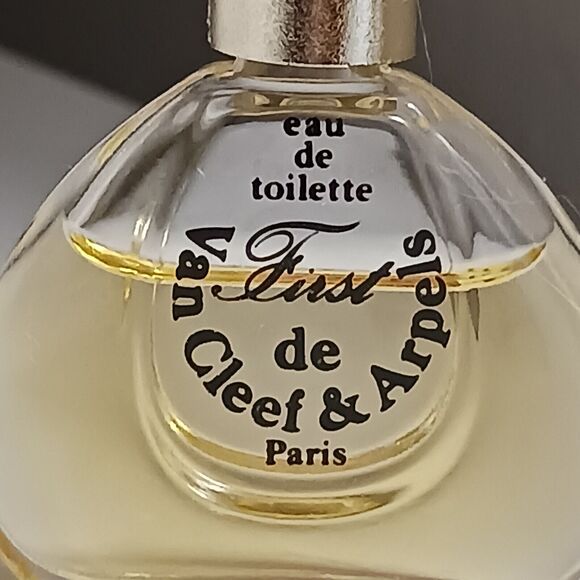 eau
de
toilette
First
de
Van Cleef & Arpels
Paris